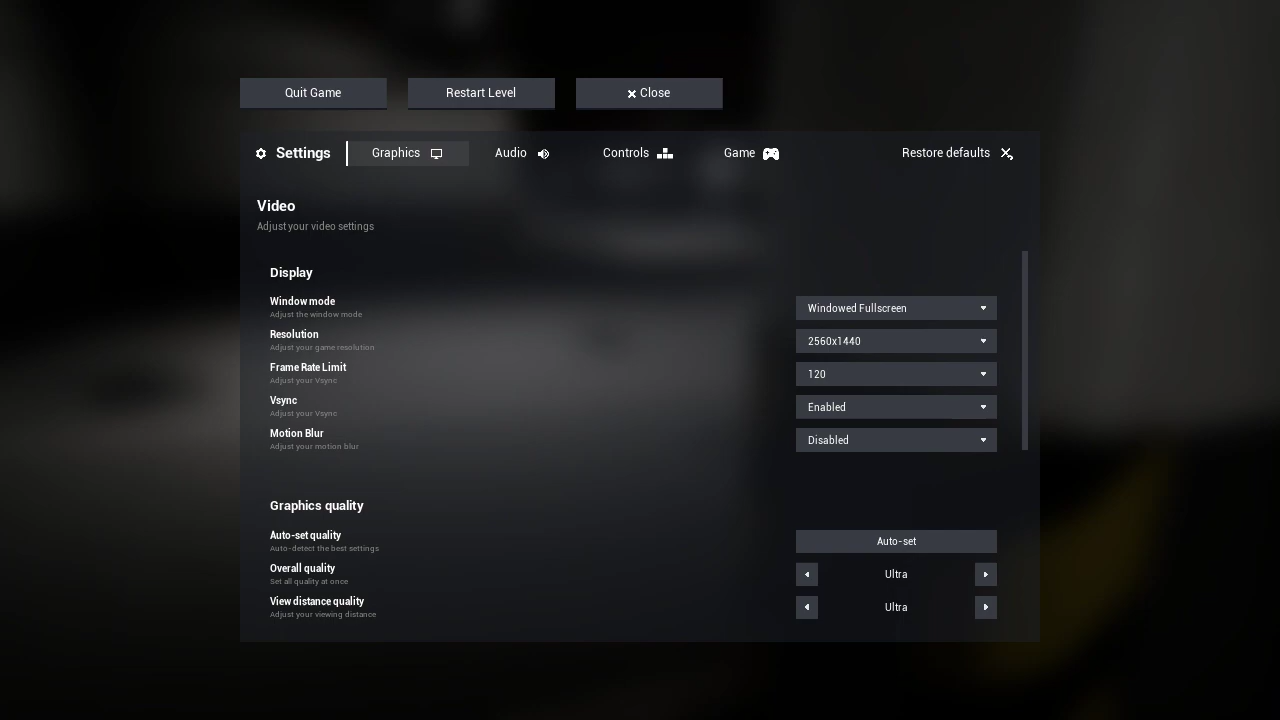 Quit Game
Restart Level
Close
Settings
Graphics
Audio
Controls
Game
Restore defaults
Video
Adjust your video settings
Display
Window mode
Adjust the window mode
Windowed Fullscreen
Resolution
Adjust your game resolution
2560x1440
Frame Rate Limit
Adjust your Vsync
120
Vsync
Adjust your Vsync
Enabled
Motion Blur
Adjust your motion blur
Disabled
Graphics quality
Auto-set quality
Auto-detect the best settings
Auto-set
Overall quality
Set all quality at once
Ultra
View distance quality
Adjust your viewing distance
Ultra